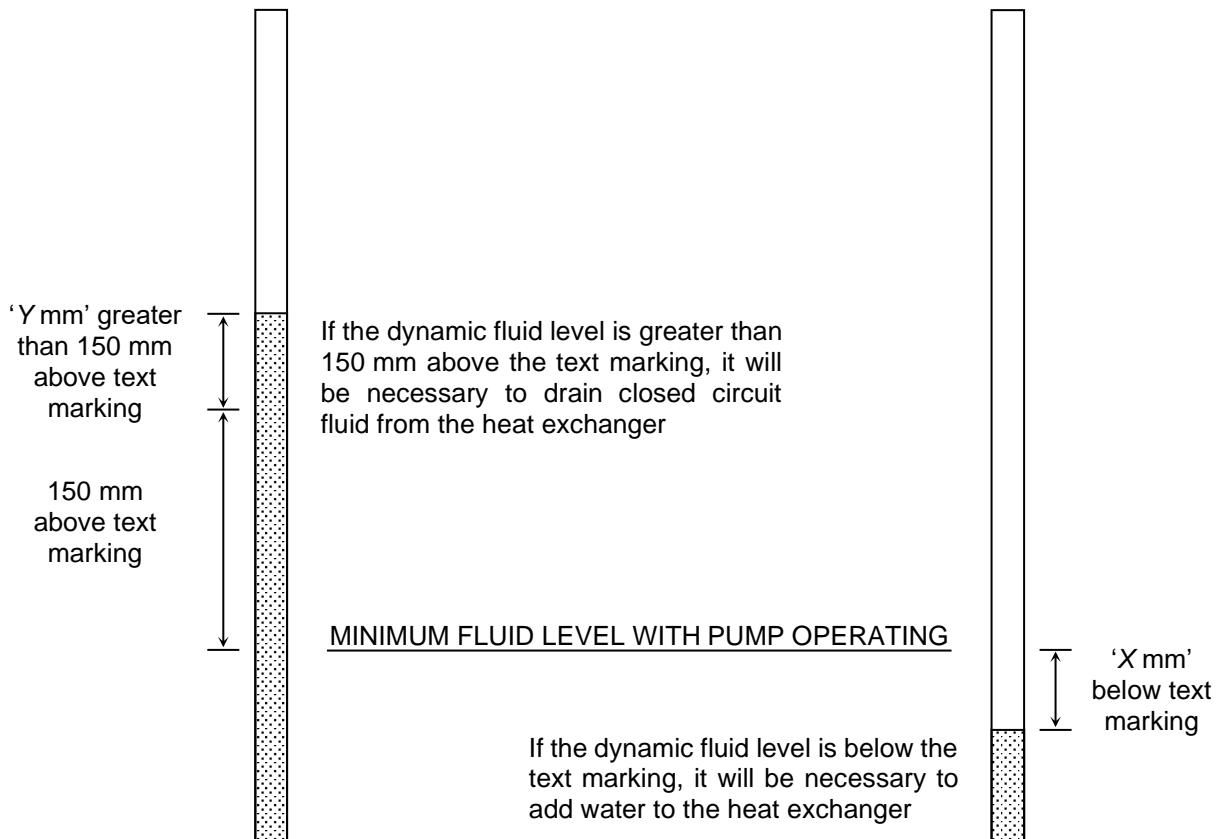 ‘Y mm’ greater
than 150 mm
above text
marking
If the dynamic fluid level is greater than
150 mm above the text marking, it will
be necessary to drain closed circuit
fluid from the heat exchanger
150 mm
above text
marking
MINIMUM FLUID LEVEL WITH PUMP OPERATING
‘X mm’
below text
marking
If the dynamic fluid level is below the
text marking, it will be necessary to
add water to the heat exchanger